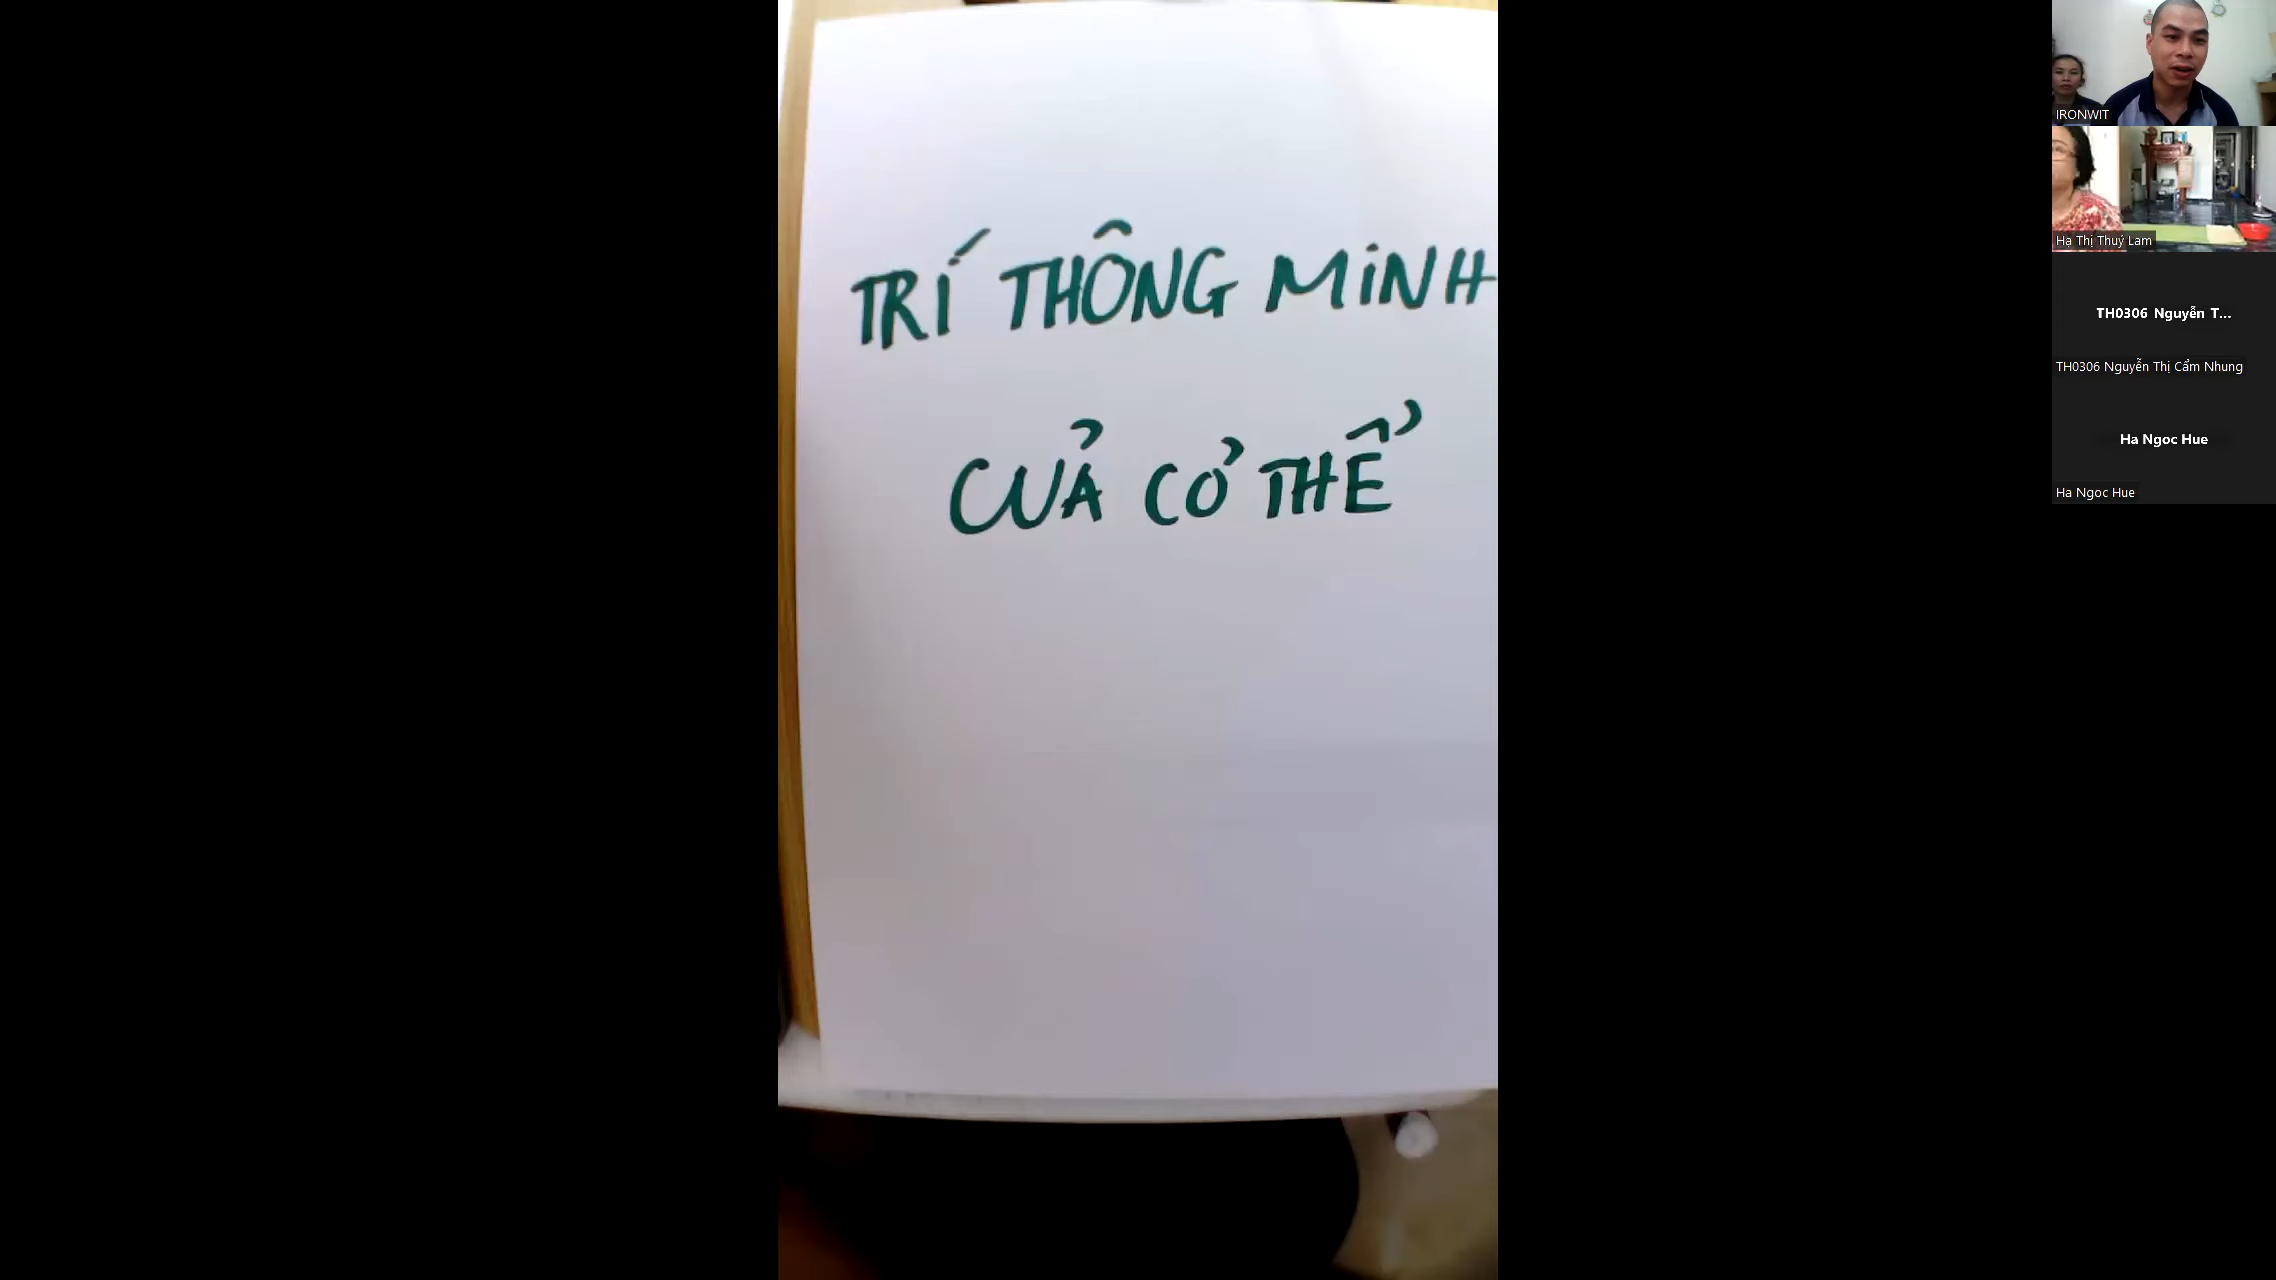 TRÍ THÔNG MINH
CUẢ CƠ THỂ
IRONWIT
Hạ Thị Thuý Lam
TH0306 Nguyễn T...
TH0306 Nguyễn Thị Cẩm Nhung
Ha Ngoc Hue
Ha Ngoc Hue